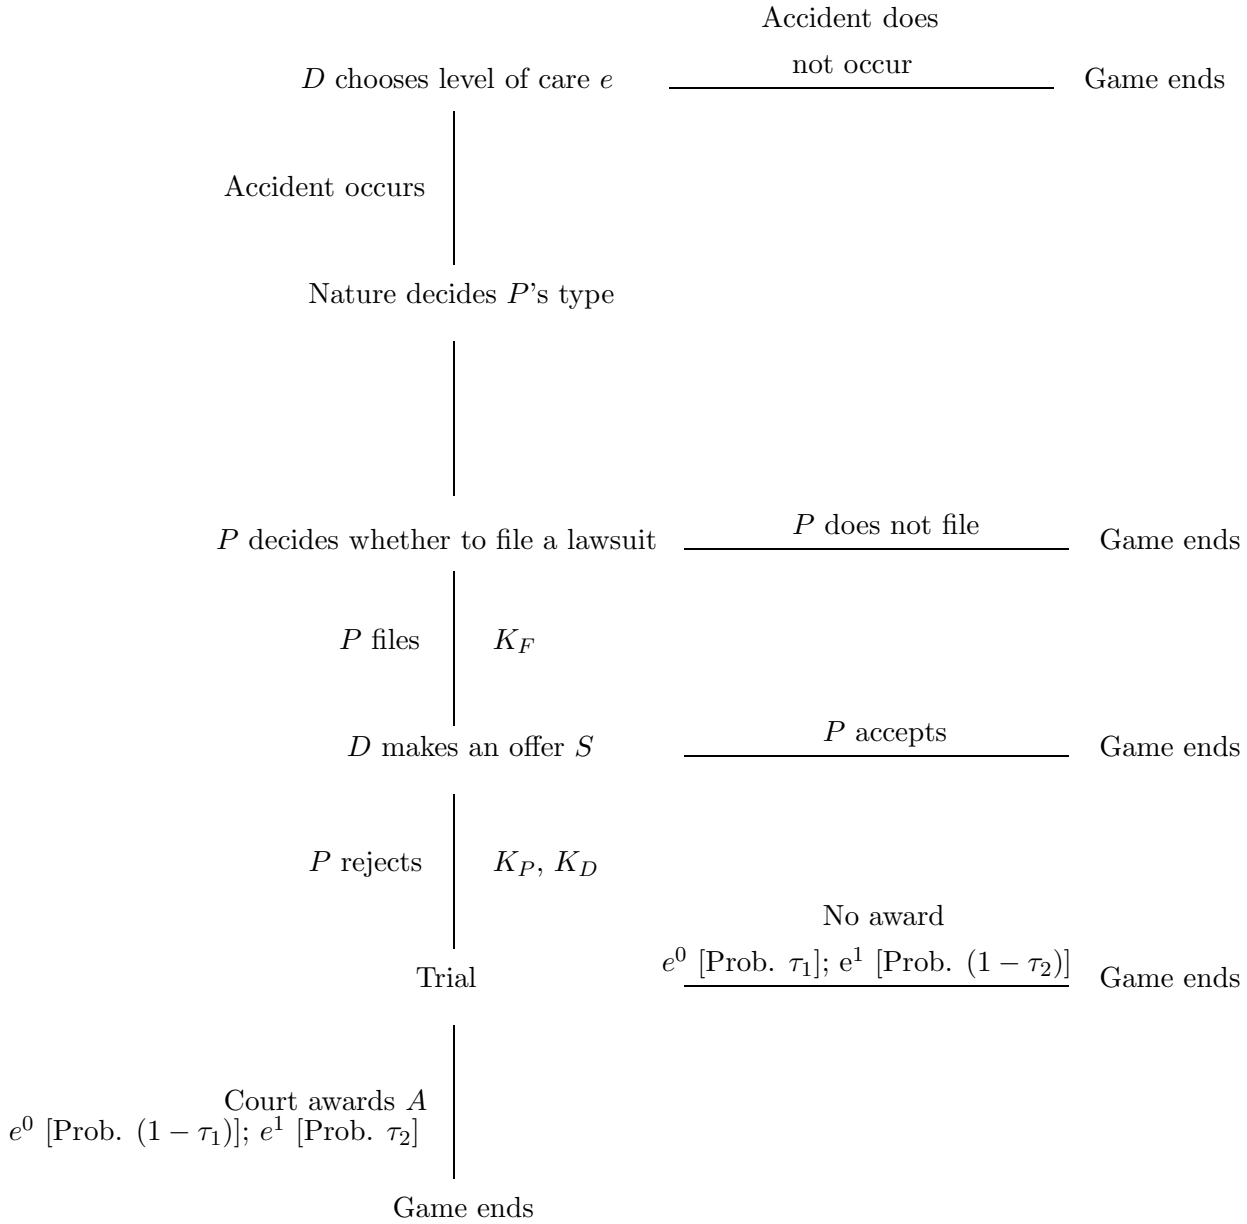 Accident does
not occur
D chooses level of care e
Game ends
Accident occurs
Nature decides P's type
P decides whether to file a lawsuit
P does not file
Game ends
P files
K_F
D makes an offer S
P accepts
Game ends
P rejects
K_P, K_D
No award
e^0 [Prob. τ_1]; e^1 [Prob. (1 − τ_2)]
Trial
Game ends
Court awards A
e^0 [Prob. (1 − τ_1)]; e^1 [Prob. τ_2]
Game ends